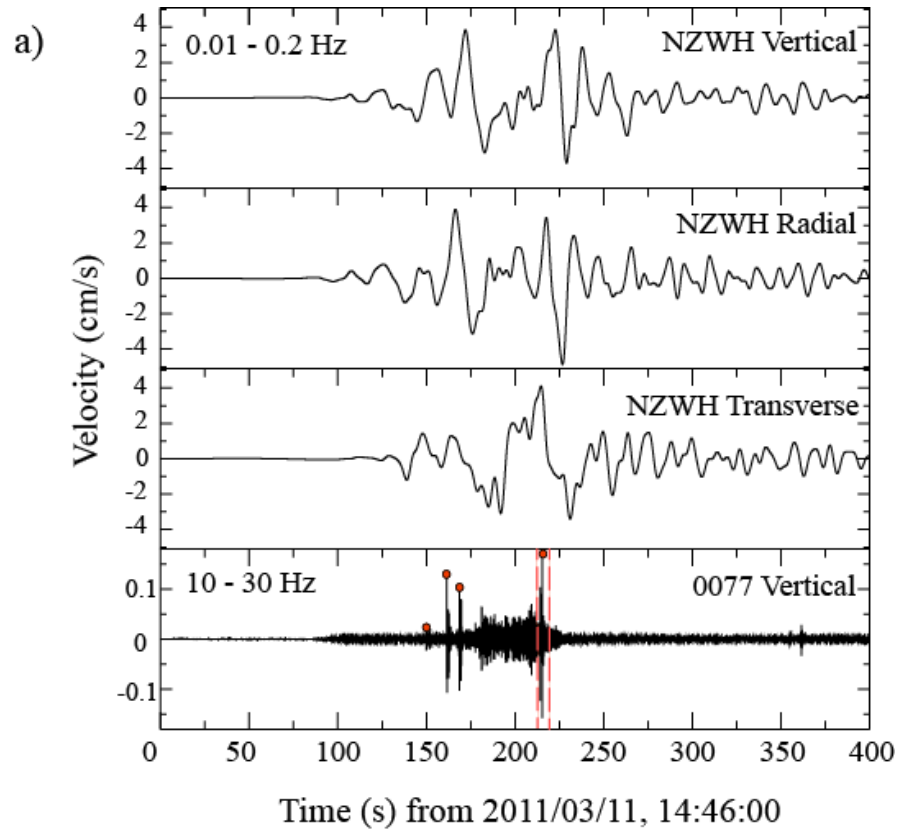 a)
0.01 - 0.2 Hz
NZWH Vertical
4
2
0
-2
-4
NZWH Radial
4
2
0
-2
-4
NZWH Transverse
4
2
0
-2
-4
Velocity (cm/s)
10 - 30 Hz
0077 Vertical
0.1
0
-0.1
0 50 100 150 200 250 300 350 400
Time (s) from 2011/03/11, 14:46:00